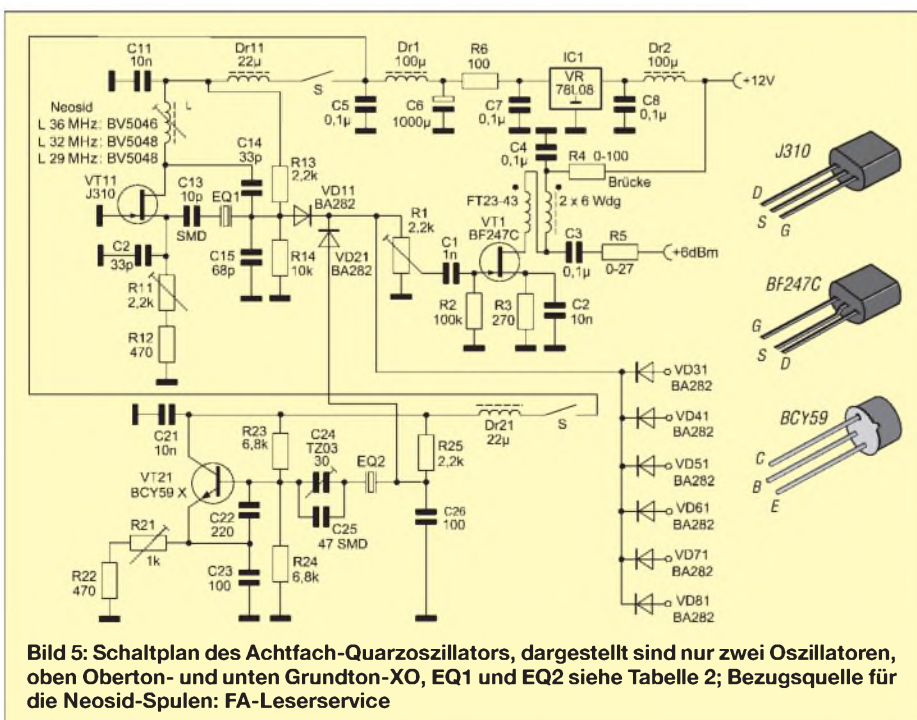 C11
10n
Dr11
22µ
S
Dr1
100µ
R6
100
IC1
VR
78L08
Dr2
100µ
+12V
C5
0,1µ
C6
1000µ
C7
0,1µ
C8
0,1µ
Neosid
L 36 MHz: BV5046
L 32 MHz: BV5048
L 29 MHz: BV5048
L
C14
33p
R13
2,2k
C4
0,1µ
R4
0-100
Brücke
J310
D
S
G
VT11
J310
C13
10p
SMD
EQ1
VD11
BA282
R1
2,2k
FT23-43
2 x 6 Wdg
VT1
BF247C
C1
1n
C3
0,1µ
R5
0-27
+6dBm
C2
33p
C15
68p
R14
10k
VD21
BA282
R11
2,2k
R12
470
R2
100k
R3
270
C2
10n
BF247C
G
S
D
VD31
BA282
VD41
BA282
VD51
BA282
VD61
BA282
VD71
BA282
VD81
BA282
BCY59
C
B
E
C21
10n
R23
6,8k
C24
TZ03
30
EQ2
R25
2,2k
Dr21
22µ
S
VT21
BCY59 X
C22
220
C25
47 SMD
C26
100
R21
1k
R22
470
C23
100
R24
6,8k
Bild 5: Schaltplan des Achtfach-Quarzoszillators, dargestellt sind nur zwei Oszillatoren,
oben Oberton- und unten Grundton-XO, EQ1 und EQ2 siehe Tabelle 2; Bezugsquelle für
die Neosid-Spulen: FA-Leserservice